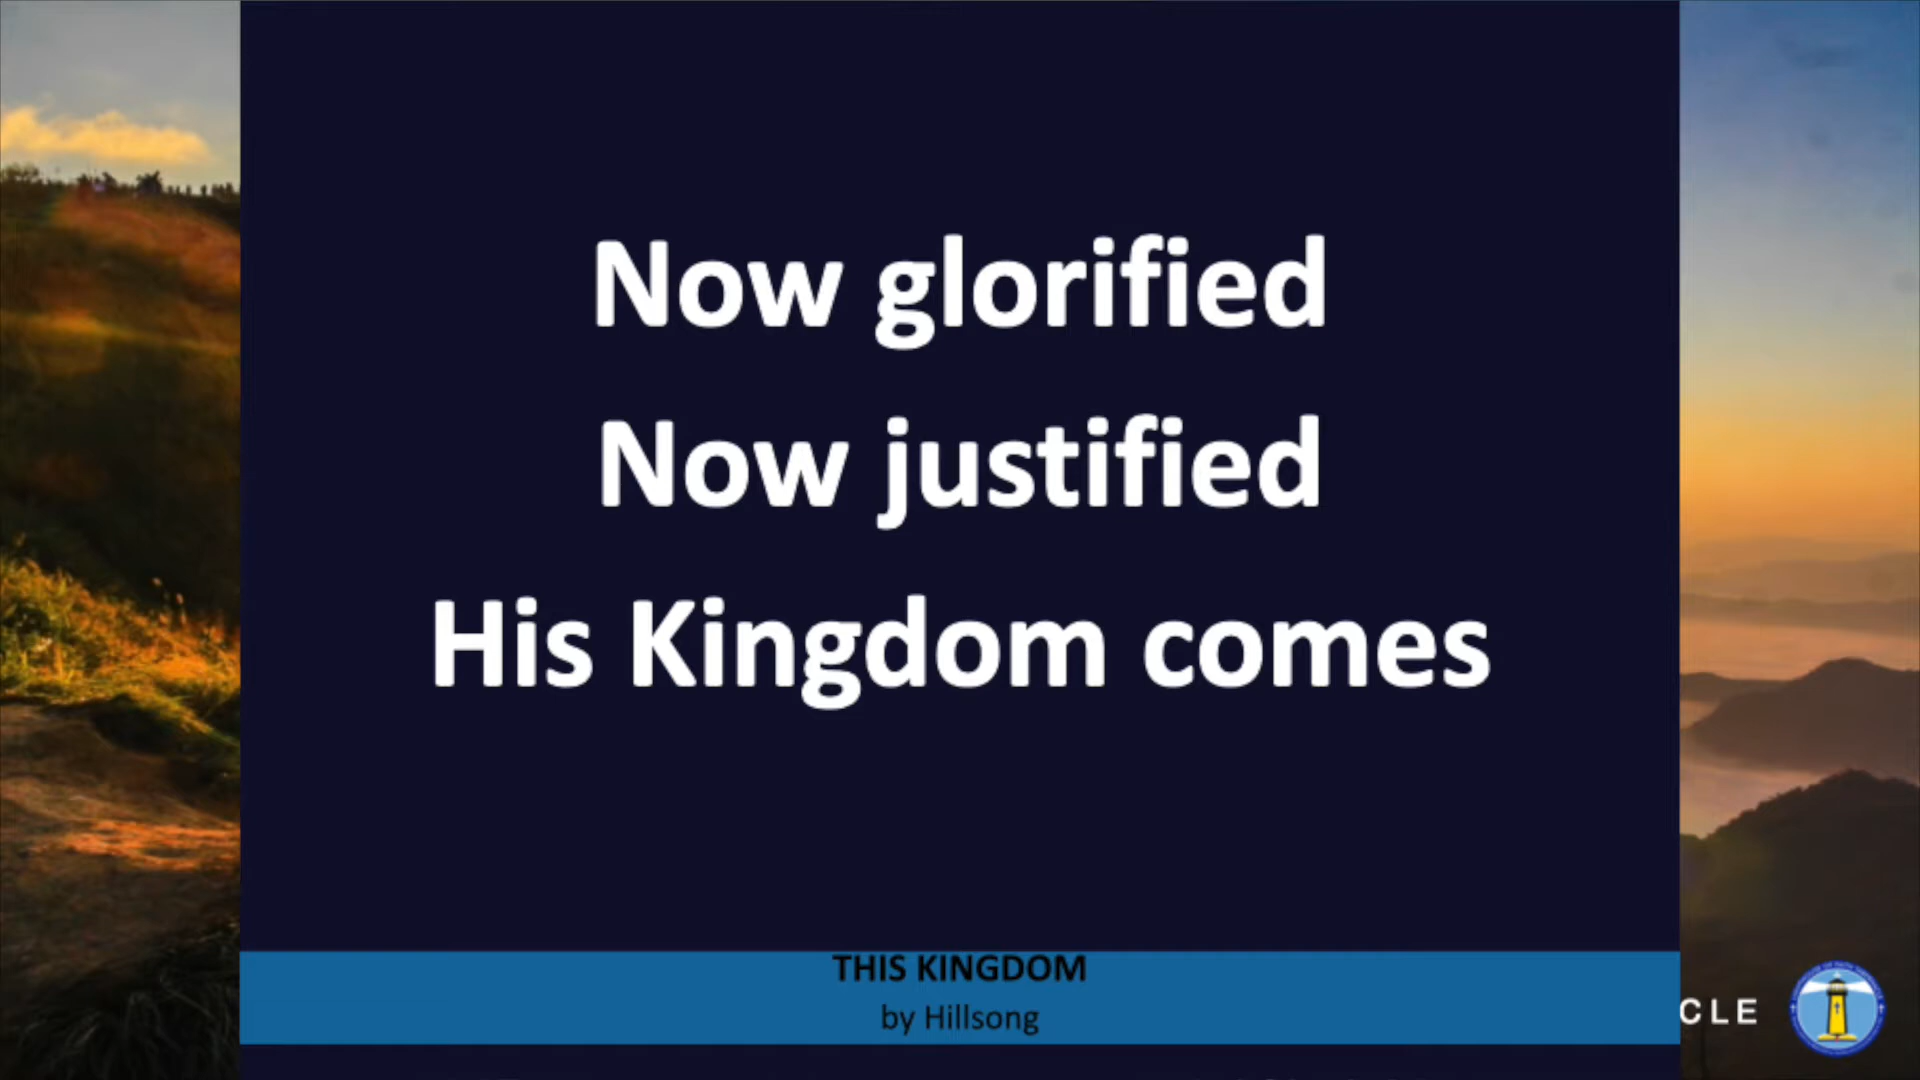 Now glorified
Now justified
His Kingdom comes
THIS KINGDOM
by Hillsong
CLE